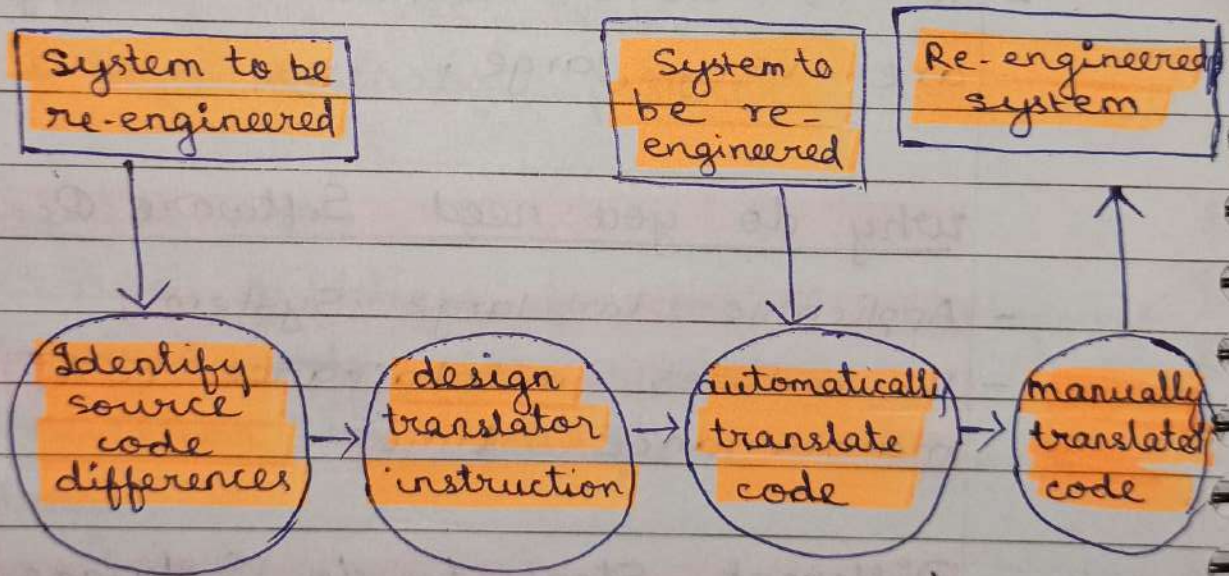 System to be
re-engineered
System to
be re-
engineered
Re-engineered
system
Identify
source
code
differences
design
translator
instruction
automatically
translate
code
manually
translated
code